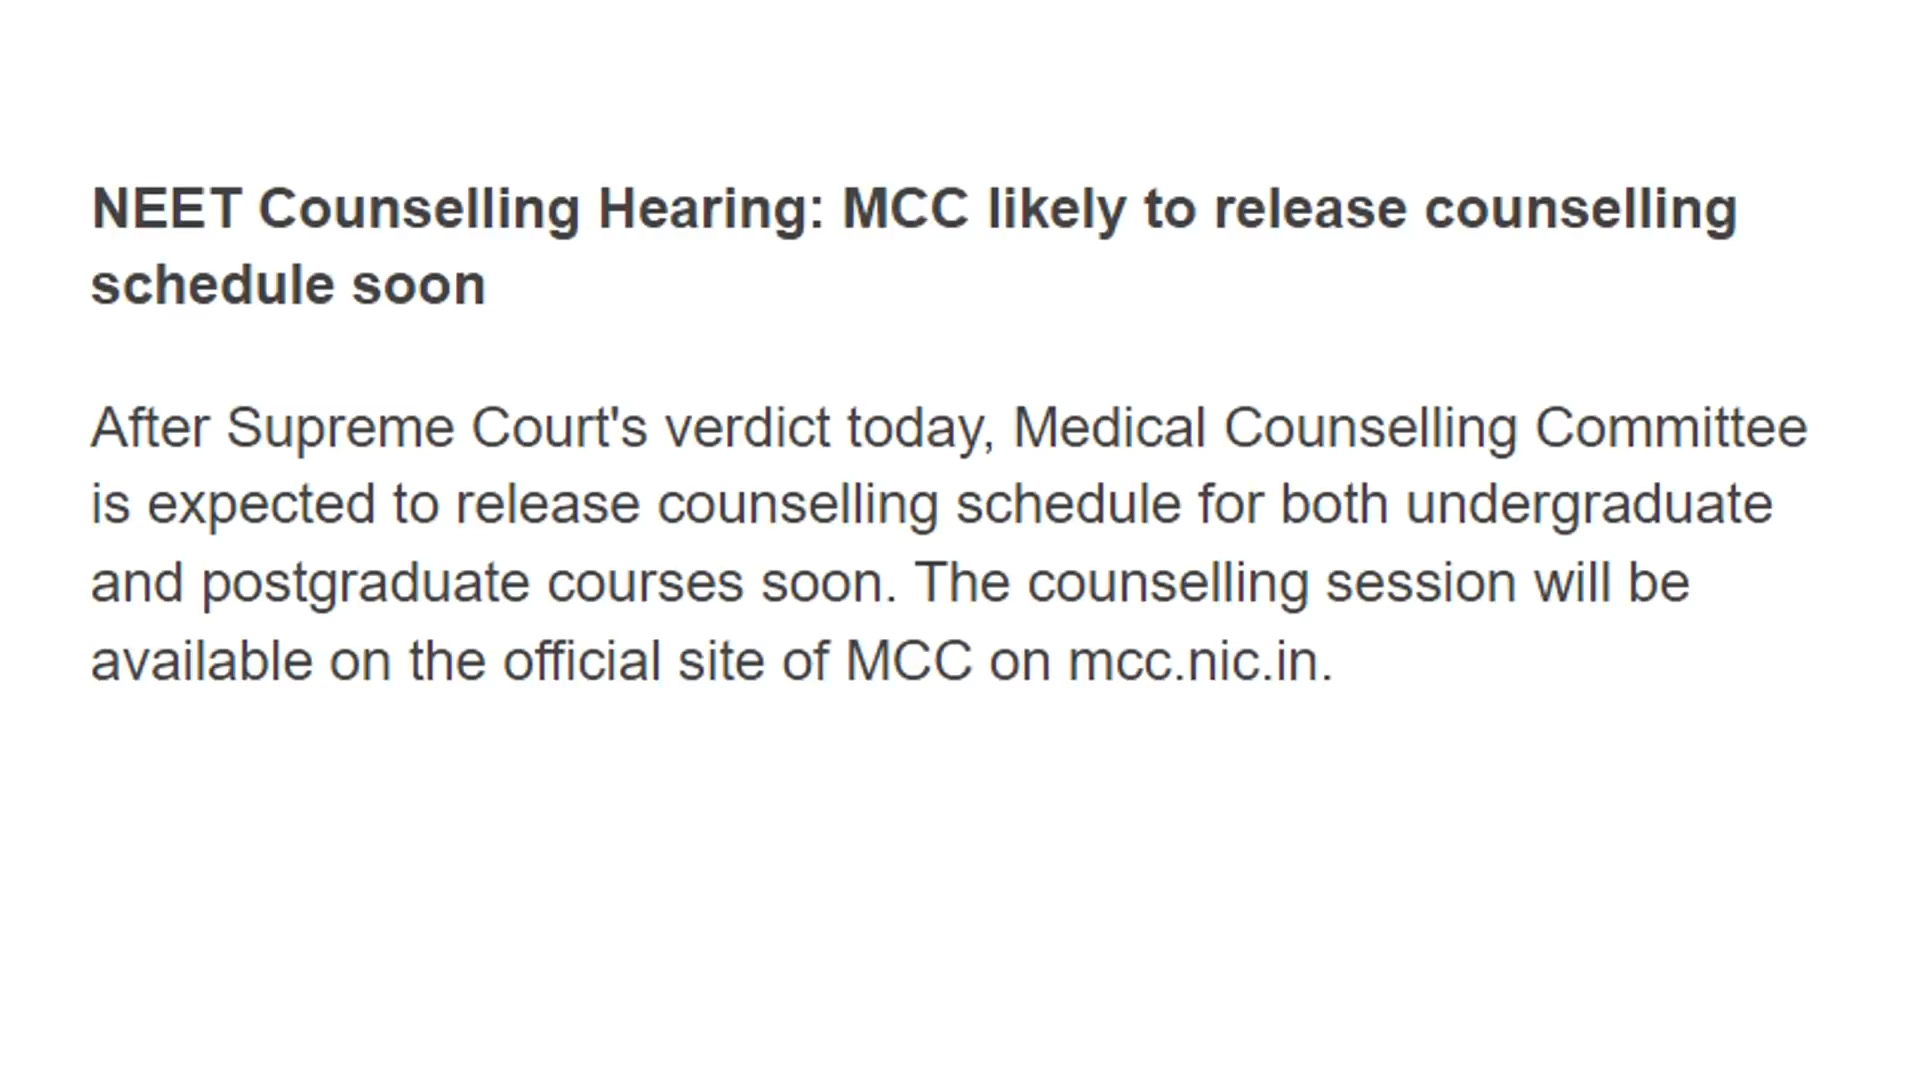 NEET Counselling Hearing: MCC likely to release counselling
schedule soon
After Supreme Court's verdict today, Medical Counselling Committee
is expected to release counselling schedule for both undergraduate
and postgraduate courses soon. The counselling session will be
available on the official site of MCC on mcc.nic.in.